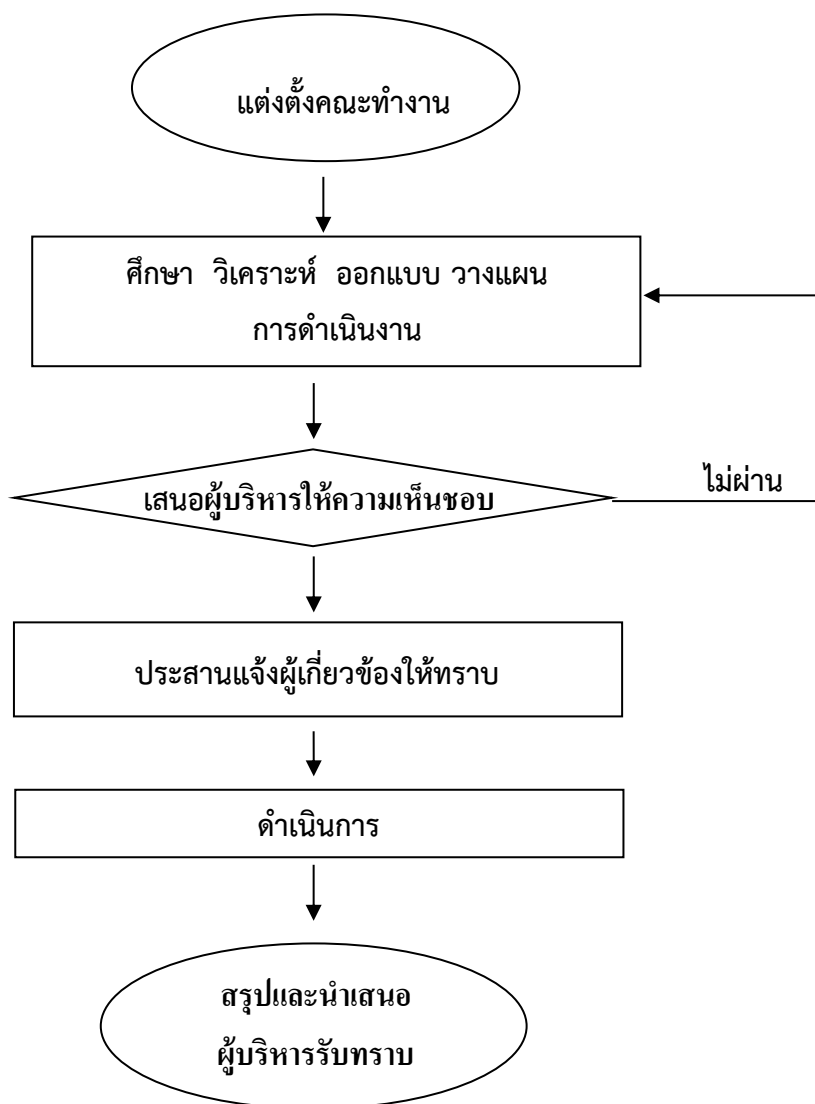 แต่งตั้งคณะทำงาน
ศึกษา วิเคราะห์ ออกแบบ วางแผน
การดำเนินงาน
เสนอผู้บริหารให้ความเห็นชอบ
ไม่ผ่าน
ประสานแจ้งผู้เกี่ยวข้องให้ทราบ
ดำเนินการ
สรุปและนำเสนอ
ผู้บริหารรับทราบ